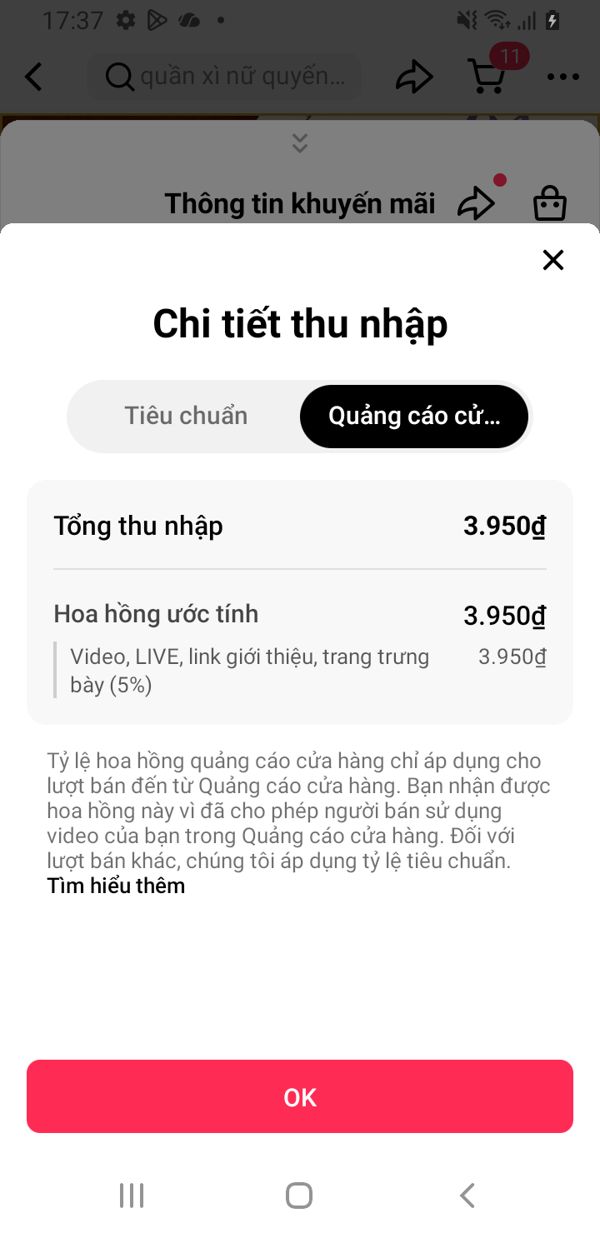 17:37
quần xì nữ quyến...
11
Thông tin khuyến mãi
Chi tiết thu nhập
Tiêu chuẩn
Quảng cáo cử...
Tổng thu nhập
3.950₫
Hoa hồng ước tính
3.950₫
Video, LIVE, link giới thiệu, trang trưng
3.950₫
bày (5%)
Tỷ lệ hoa hồng quảng cáo cửa hàng chỉ áp dụng cho
lượt bán đến từ Quảng cáo cửa hàng. Bạn nhận được
hoa hồng này vì đã cho phép người bán sử dụng
video của bạn trong Quảng cáo cửa hàng. Đối với
lượt bán khác, chúng tôi áp dụng tỷ lệ tiêu chuẩn.
Tìm hiểu thêm
OK